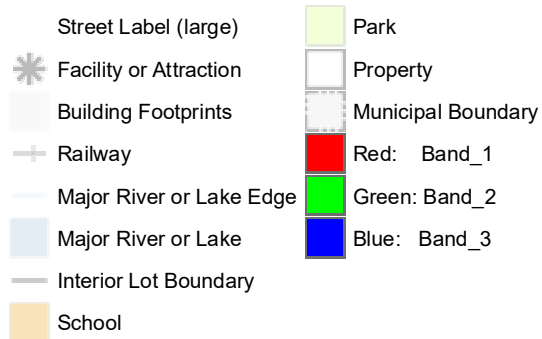 Street Label (large)
Facility or Attraction
Building Footprints
Railway
Major River or Lake Edge
Major River or Lake
Interior Lot Boundary
School
Park
Property
Municipal Boundary
Red: Band_1
Green: Band_2
Blue: Band_3